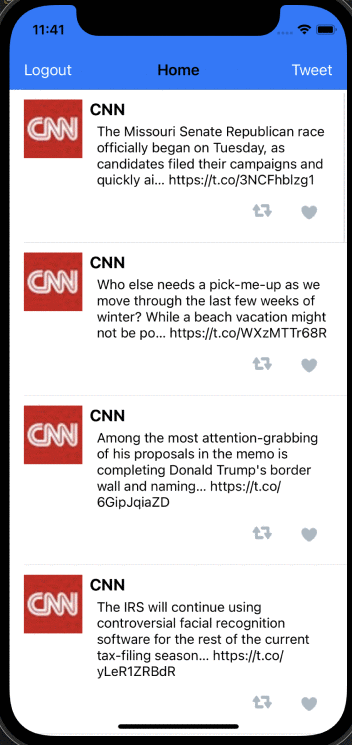 11:41
Logout Home Tweet
CNN CNN
The Missouri Senate Republican race
officially began on Tuesday, as
candidates filed their campaigns and
quickly ai... https://t.co/3NCFhblzg1
CNN CNN
Who else needs a pick-me-up as we
move through the last few weeks of
winter? While a beach vacation might
not be po... https://t.co/WXzMTTr68R
CNN CNN
Among the most attention-grabbing
of his proposals in the memo is
completing Donald Trump's border
wall and naming... https://t.co/
6GipJqiaZD
CNN CNN
The IRS will continue using
controversial facial recognition
software for the rest of the current
tax-filing season... https://t.co/
yLeR1ZRBdR